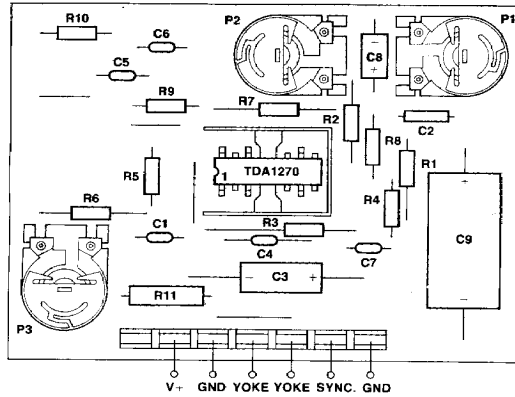 R10
C6
P2
P1
C5
C8
R9
R7
R2
C2
R8
R1
R5
1 TDA1270
R4
R6
C1
R3
C4
C7
C9
C3
R11
P3
V+ GND YOKE YOKE SYNC. GND